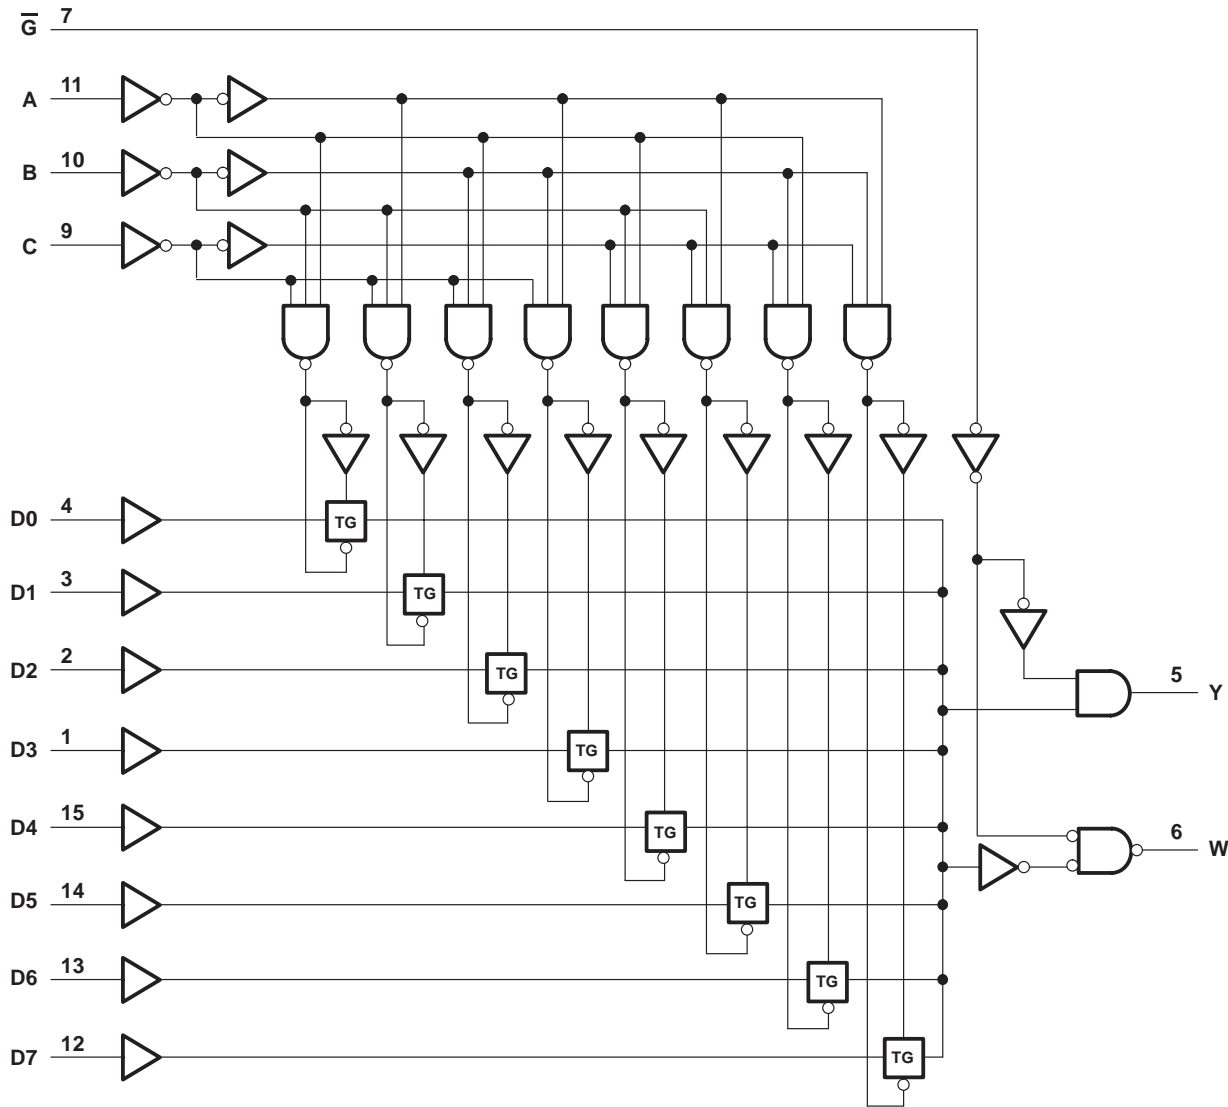 G̅ 7
A 11
B 10
C 9
D0 4 TG
D1 3 TG
D2 2 TG
5 Y
D3 1 TG
D4 15 TG
6 W
D5 14 TG
D6 13 TG
D7 12 TG